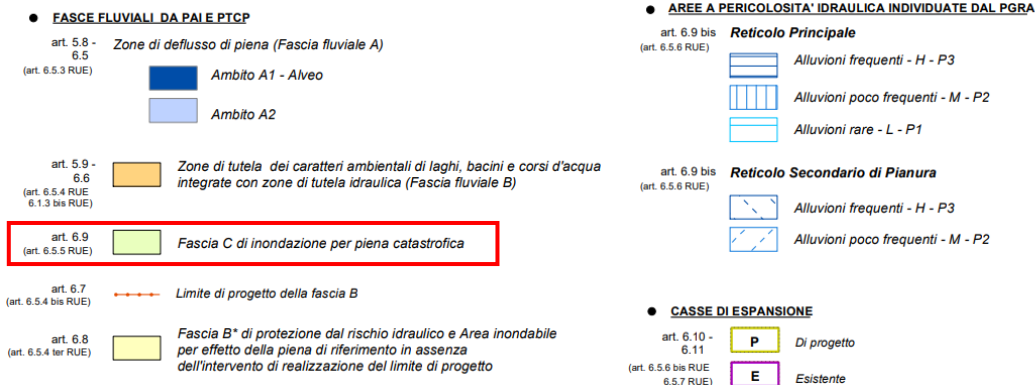 FASCE FLUVIALI DA PAI E PTCP
art. 5.8 -
6.5
(art. 6.5.3 RUE)
Zone di deflusso di piena (Fascia fluviale A)
Ambito A1 - Alveo
Ambito A2
art. 5.9 -
6.6
(art. 6.5.4 RUE
6.1.3 bis RUE)
Zone di tutela dei caratteri ambientali di laghi, bacini e corsi d'acqua
integrate con zone di tutela idraulica (Fascia fluviale B)
art. 6.9
(art. 6.5.5 RUE)
Fascia C di inondazione per piena catastrofica
art. 6.7
(art. 6.5.4 bis RUE)
Limite di progetto della fascia B
art. 6.8
(art. 6.5.4 ter RUE)
Fascia B* di protezione dal rischio idraulico e Area inondabile
per effetto della piena di riferimento in assenza
dell'intervento di realizzazione del limite di progetto
AREE A PERICOLOSITA' IDRAULICA INDIVIDUATE DAL PGRA
art. 6.9 bis
(art. 6.5.6 RUE)
Reticolo Principale
Alluvioni frequenti - H - P3
Alluvioni poco frequenti - M - P2
Alluvioni rare - L - P1
art. 6.9 bis
(art. 6.5.6 RUE)
Reticolo Secondario di Pianura
Alluvioni frequenti - H - P3
Alluvioni poco frequenti - M - P2
CASSE DI ESPANSIONE
art. 6.10 -
6.11
(art. 6.5.6 bis RUE
6.5.7 RUE)
P Di progetto
E Esistente